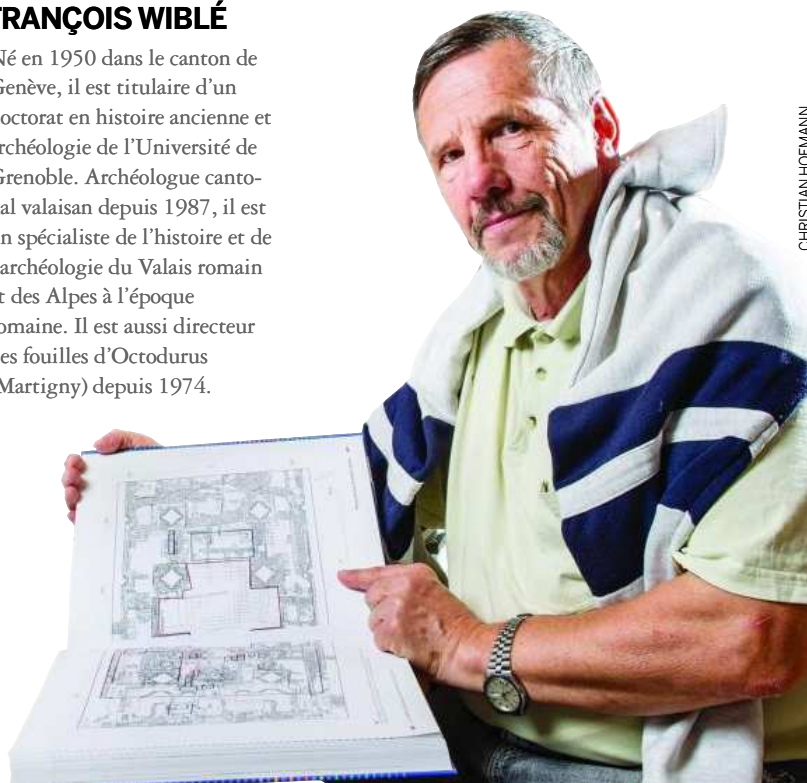 FRANÇOIS WIBLÉ
Né en 1950 dans le canton de
Genève, il est titulaire d’un
octorat en histoire ancienne et
rchéologie de l’Université de
Grenoble. Archéologue canto-
al valaisan depuis 1987, il est
n spécialiste de l’histoire et de
archéologie du Valais romain
t des Alpes à l’époque
omaine. Il est aussi directeur
es fouilles d’Octodurus
(Martigny) depuis 1974.
CHRISTIAN HOFMANN